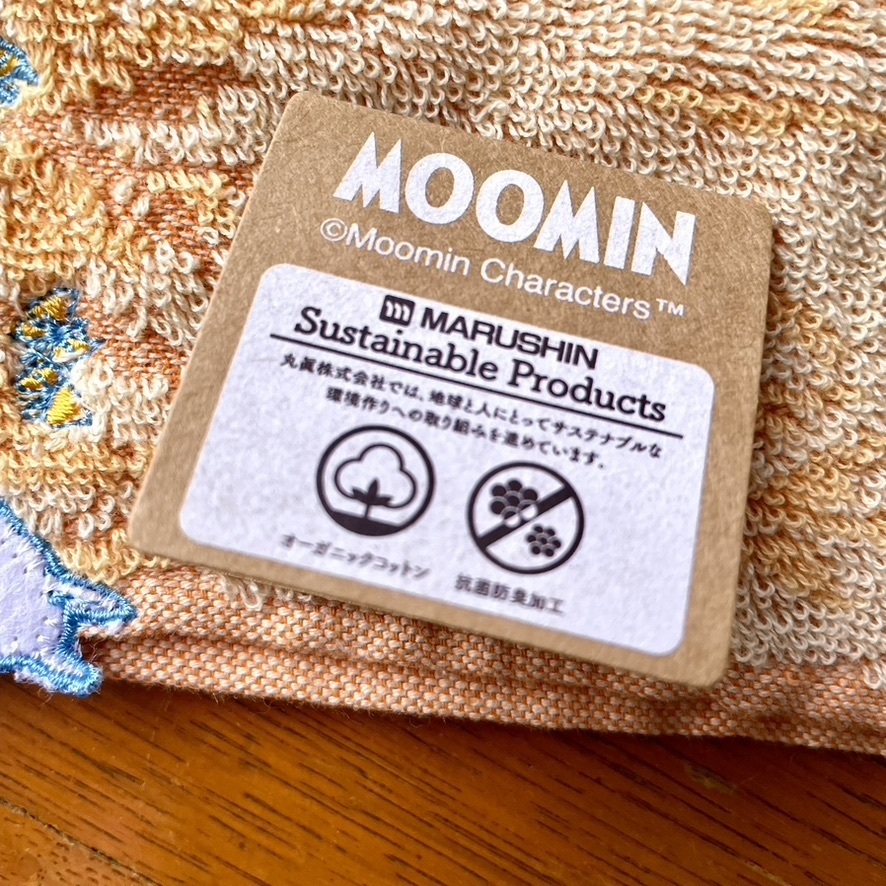 MOOMIN
©Moomin Characters™
MARUSHIN
Sustainable Products
丸眞株式会社では、地球と人にとってサステナブルな
環境作りへの取り組みを進めています。
オーガニックコットン
抗菌防臭加工